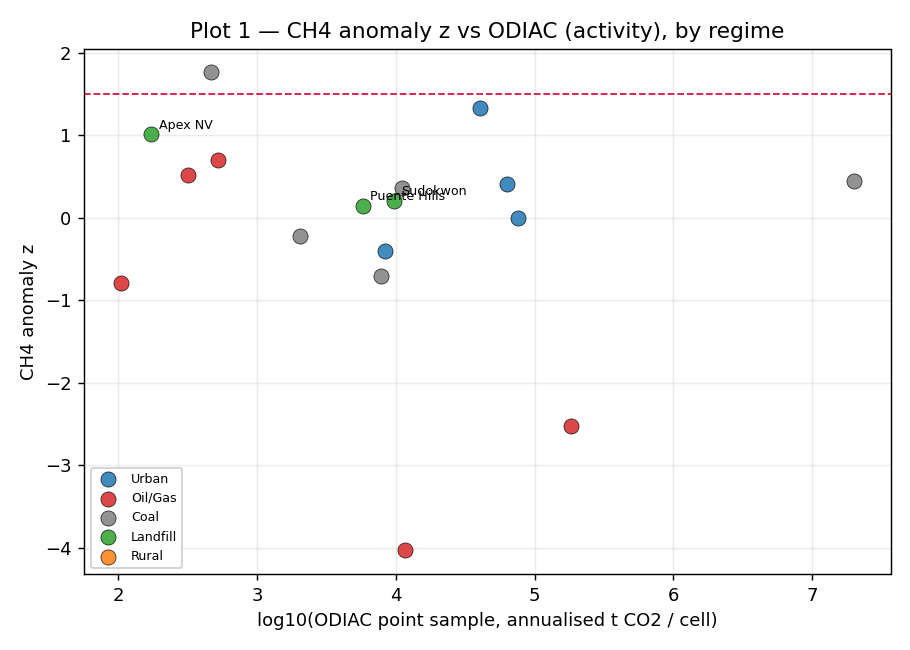 Plot 1 — CH4 anomaly z vs ODIAC (activity), by regime
CH4 anomaly z
2
1
0
−1
−2
−3
−4
Apex NV
Sudokwon
Puente Hills
Urban
Oil/Gas
Coal
Landfill
Rural
2 3 4 5 6 7
log10(ODIAC point sample, annualised t CO2 / cell)